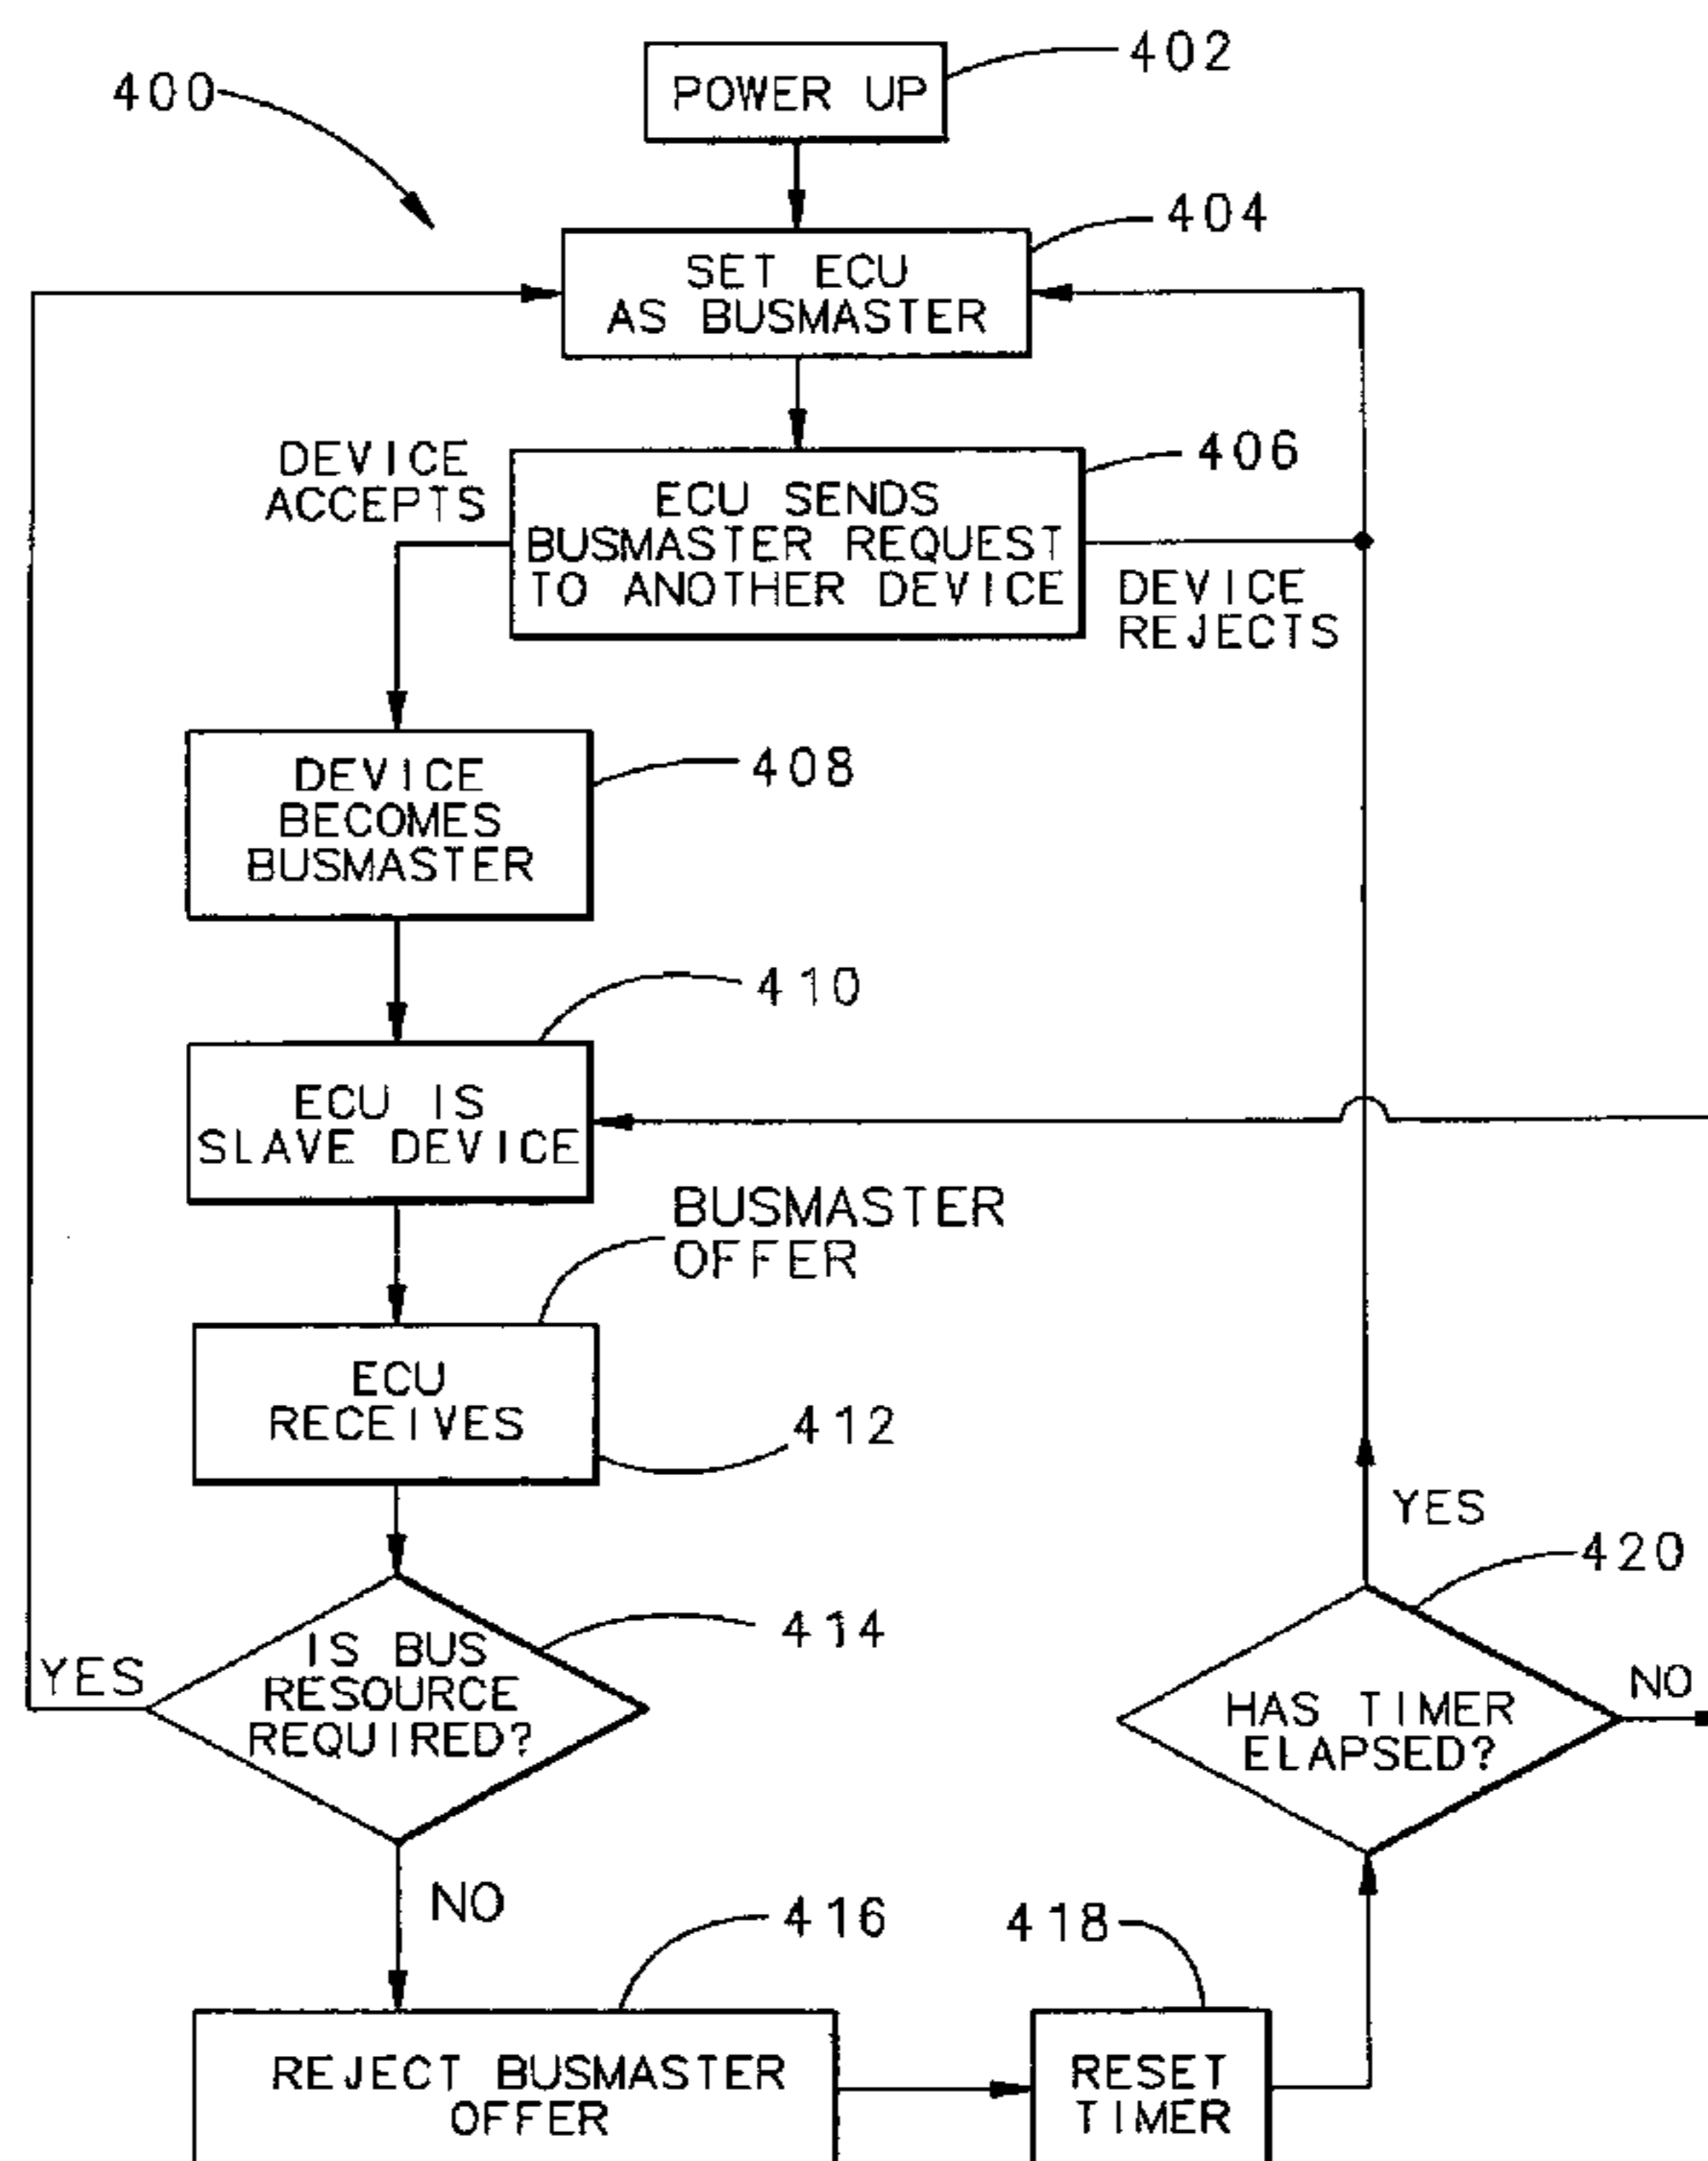 402
400
POWER UP
404
SET ECU
AS BUSMASTER
406
DEVICE
ACCEPTS
ECU SENDS
BUSMASTER REQUEST
TO ANOTHER DEVICE
DEVICE
REJECTS
408
DEVICE
BECOMES
BUSMASTER
410
ECU IS
SLAVE DEVICE
BUSMASTER
OFFER
ECU
RECEIVES
412
YES
420
414
IS BUS
RESOURCE
REQUIRED?
YES
HAS TIMER
ELAPSED?
NO
NO
416
418
REJECT BUSMASTER
OFFER
RESET
TIMER